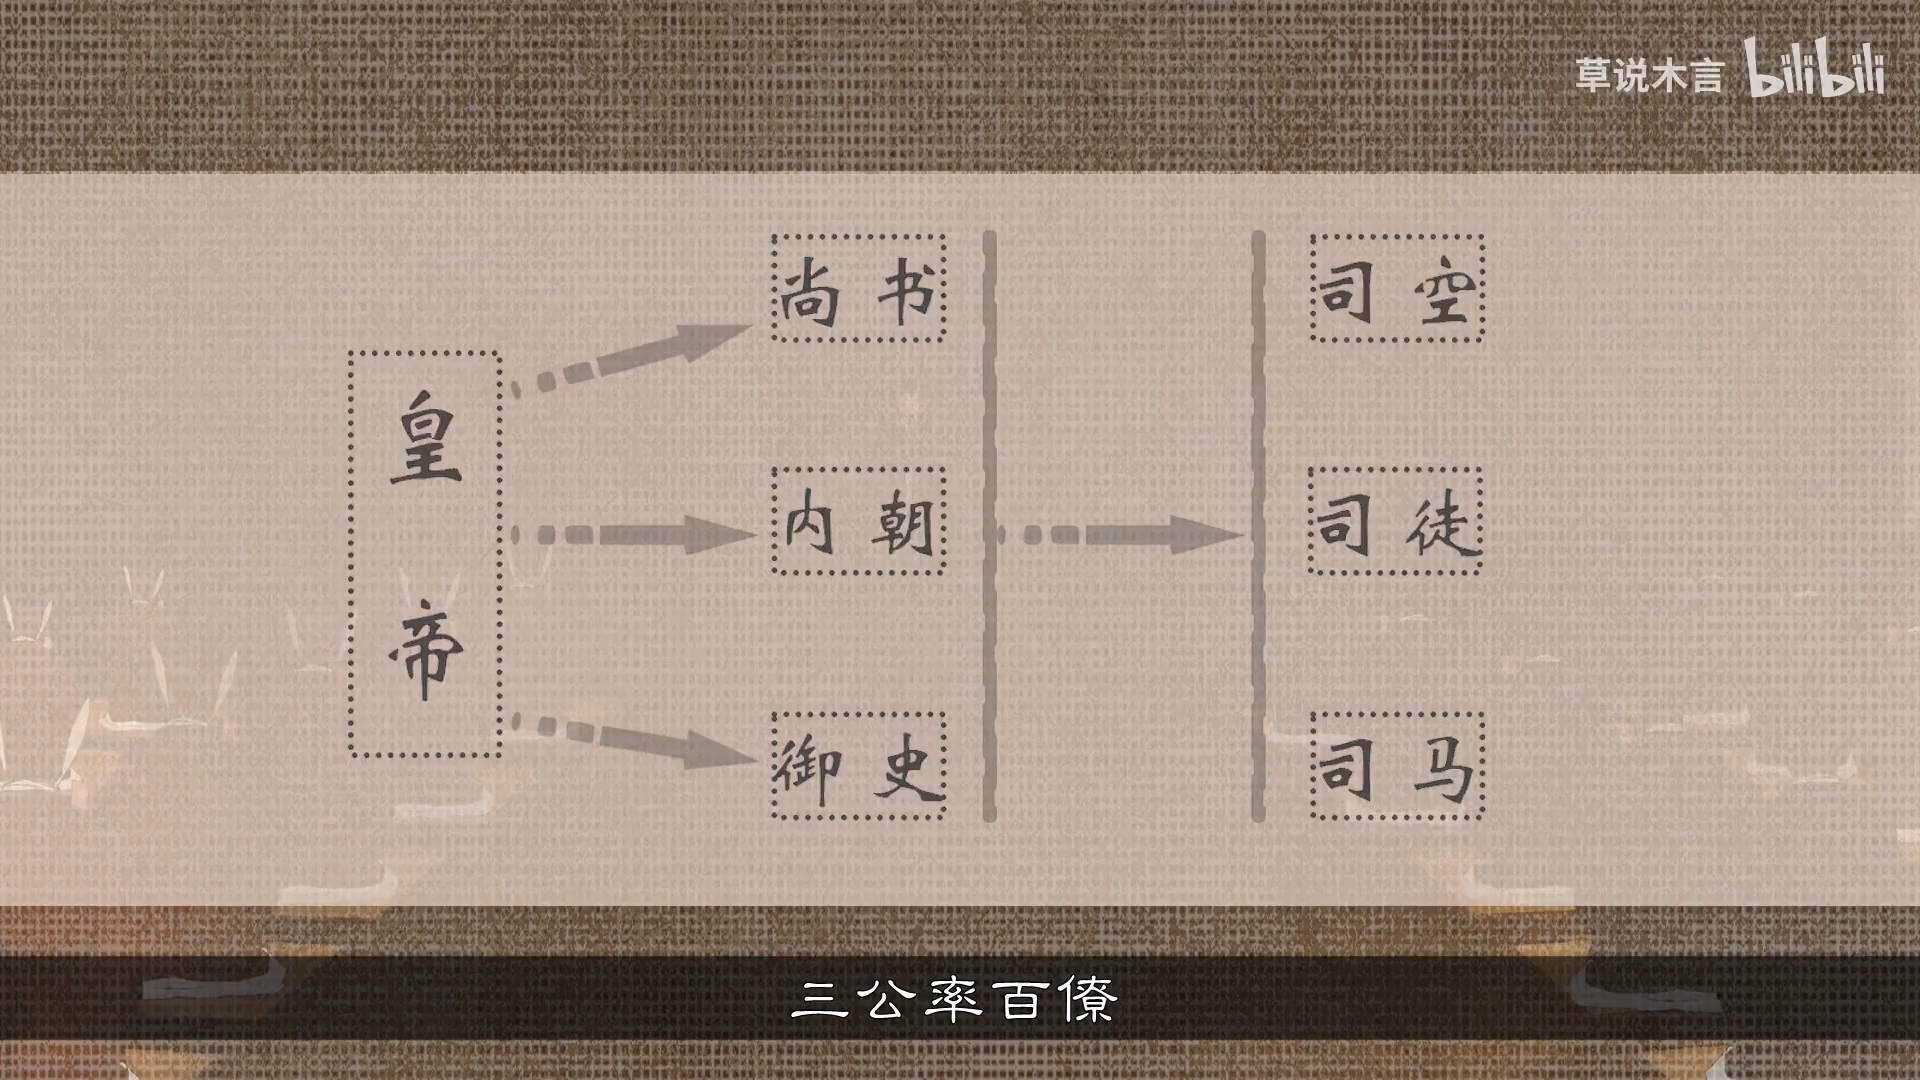 草说木言 bilibili
尚书
司空
皇帝
内朝
司徒
御史
司马
三公率百僚